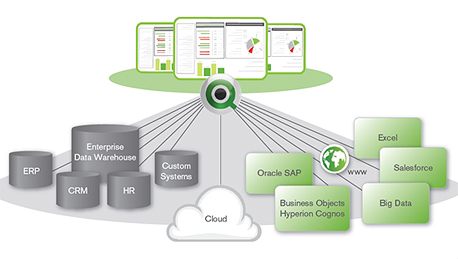 Enterprise
Data Warehouse
ERP
CRM
HR
Custom
Systems
Cloud
Oracle SAP
Business Objects
Hyperion Cognos
www
Excel
Salesforce
Big Data